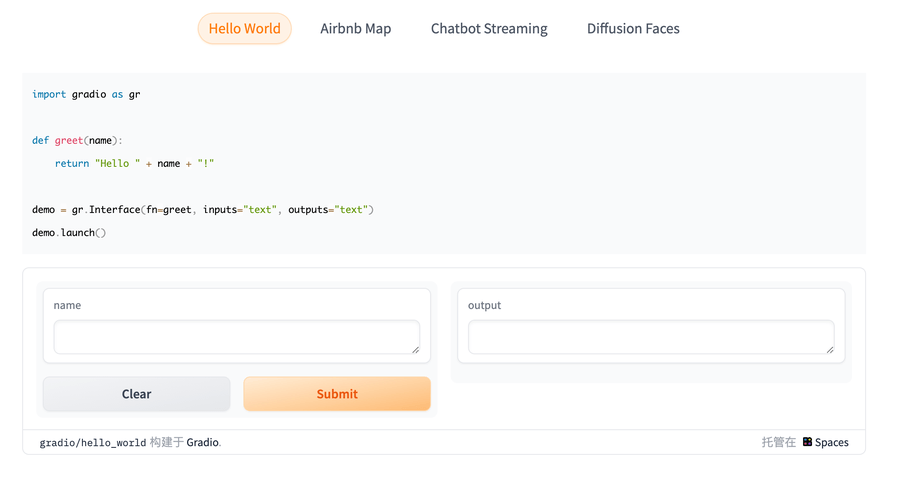 Hello World Airbnb Map Chatbot Streaming Diffusion Faces
import gradio as gr
def greet(name):
    return "Hello " + name + "!"
demo = gr.Interface(fn=greet, inputs="text", outputs="text")
demo.launch()
name output
Clear Submit
gradio/hello_world 构建于 Gradio. 托管在 Spaces